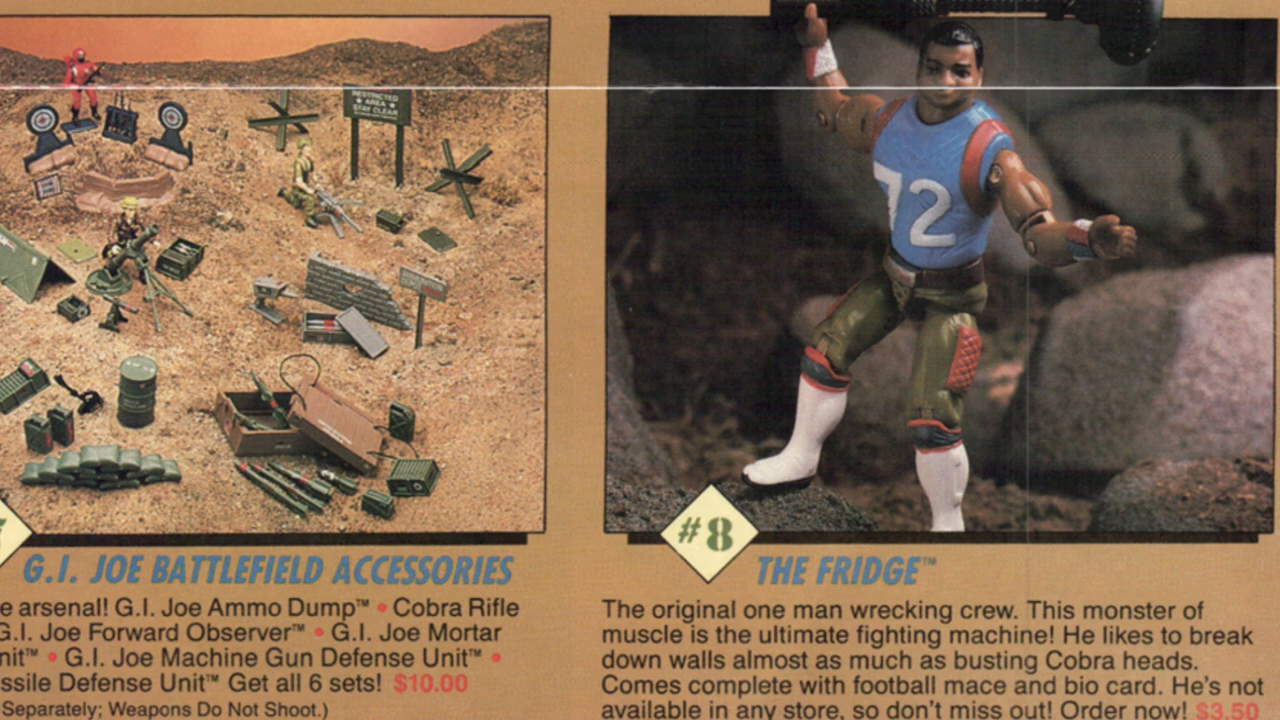 RESTRICTED
AREA
STAY CLEAR
72
#8
G.I. JOE BATTLEFIELD ACCESSORIES
e arsenal! G.I. Joe Ammo Dump™ • Cobra Rifle
G.I. Joe Forward Observer™ • G.I. Joe Mortar
nit™ • G.I. Joe Machine Gun Defense Unit™ •
ssile Defense Unit™ Get all 6 sets! $10.00
Separately; Weapons Do Not Shoot.)
THE FRIDGE™
The original one man wrecking crew. This monster of
muscle is the ultimate fighting machine! He likes to break
down walls almost as much as busting Cobra heads.
Comes complete with football mace and bio card. He's not
available in any store, so don't miss out! Order now! $3.50